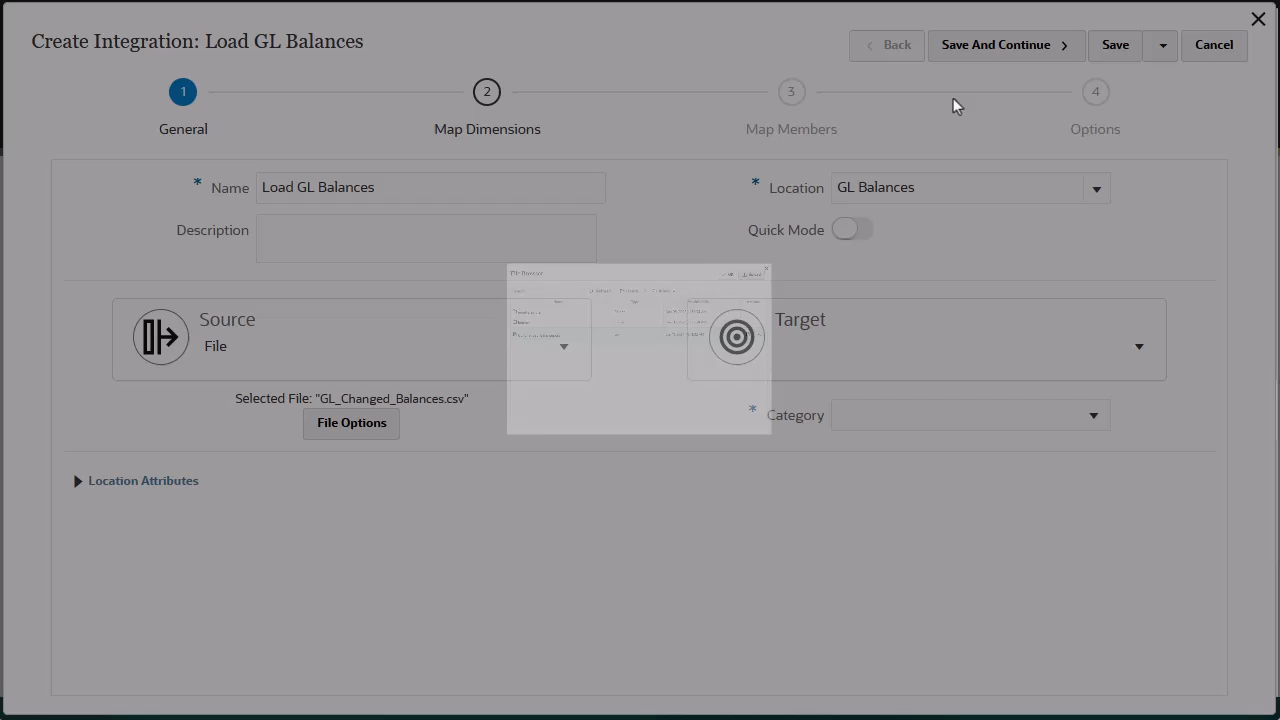 Create Integration: Load GL Balances
Back
Save And Continue
Save
Cancel
1
2
3
4
General
Map Dimensions
Map Members
Options
* Name
Load GL Balances
* Location
GL Balances
Description
Quick Mode
Source
File
Target
Selected File: "GL_Changed_Balances.csv"
File Options
* Category
Location Attributes
File Browser